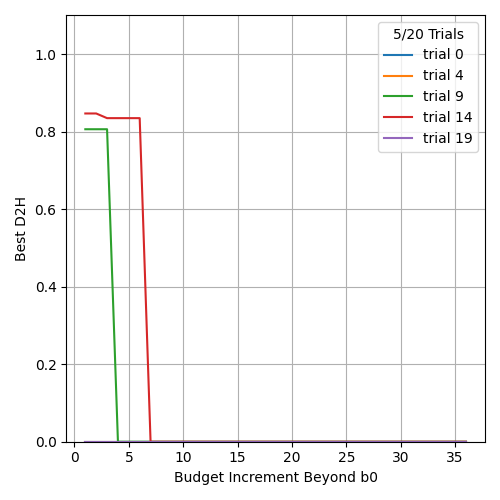 5/20 Trials
trial 0
trial 4
trial 9
trial 14
trial 19
1.0
0.8
0.6
0.4
0.2
0.0
Best D2H
0 5 10 15 20 25 30 35
Budget Increment Beyond b0